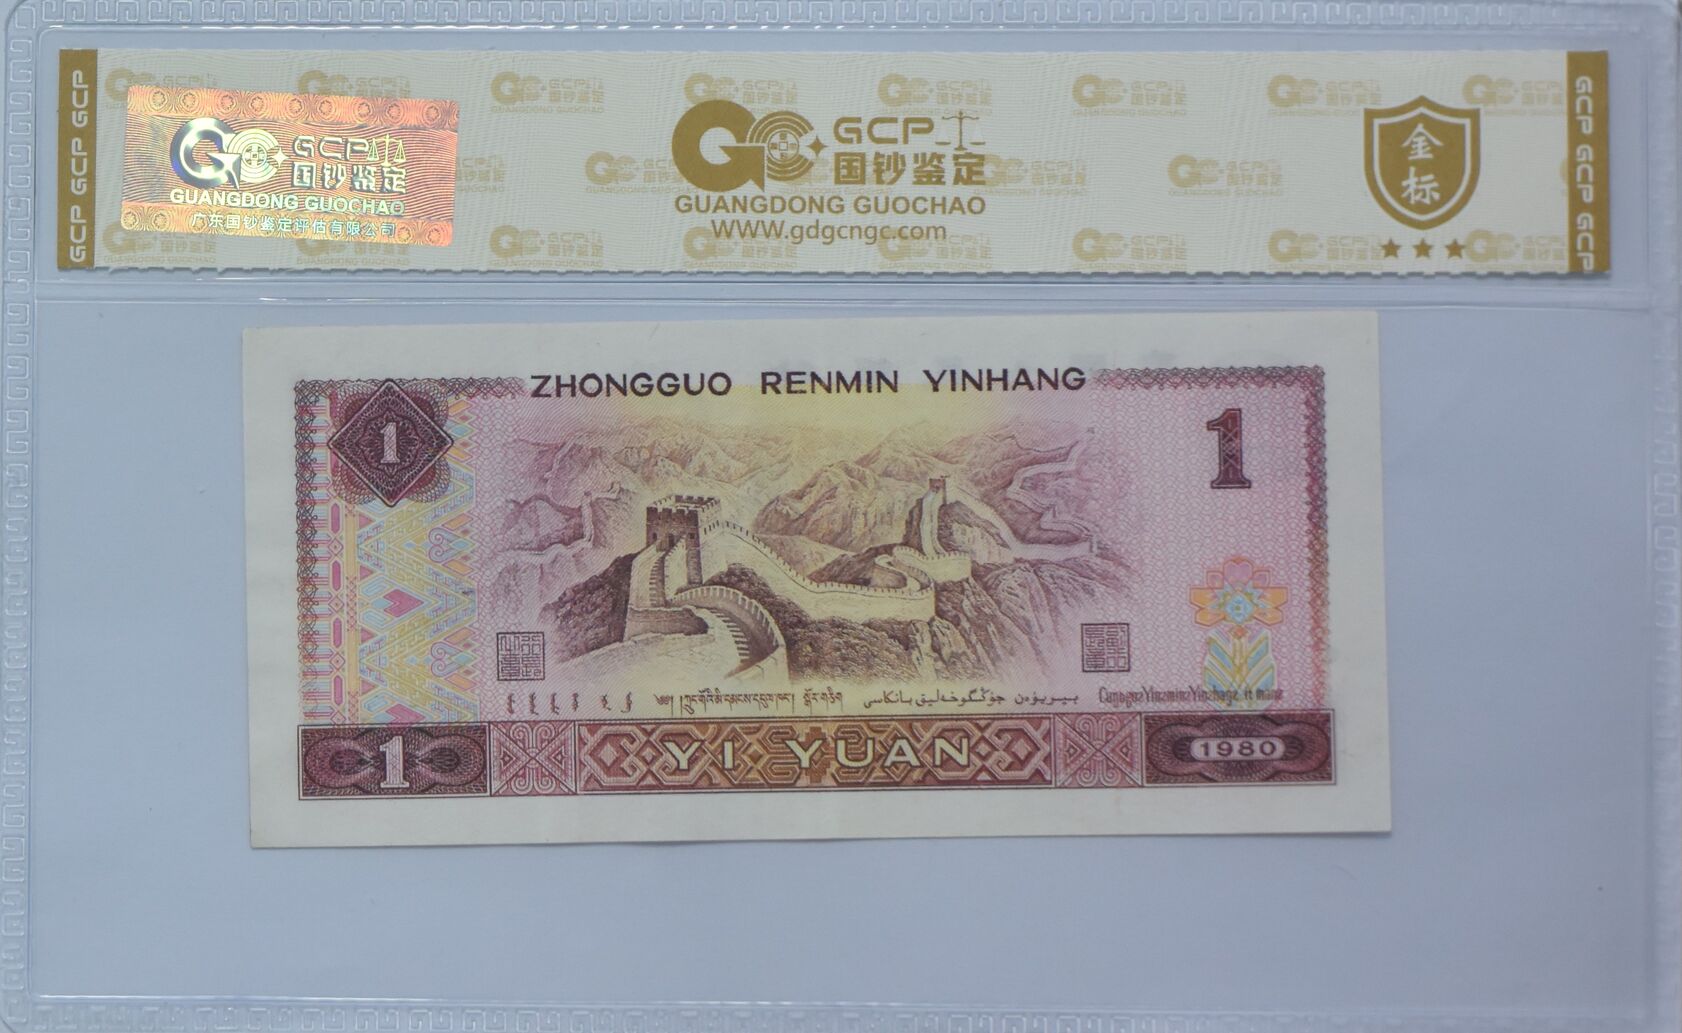 GCP 国钞鉴定
GUANGDONG GUOCHAO
广东国钞鉴定评估有限公司
GCP 国钞鉴定
GUANGDONG GUOCHAO
WWW.gdgcngc.com
金标
GCP GCP GCP
GCP GCP GCP
ZHONGGUO RENMIN YINHANG
1
1
1
YI YUAN
1980